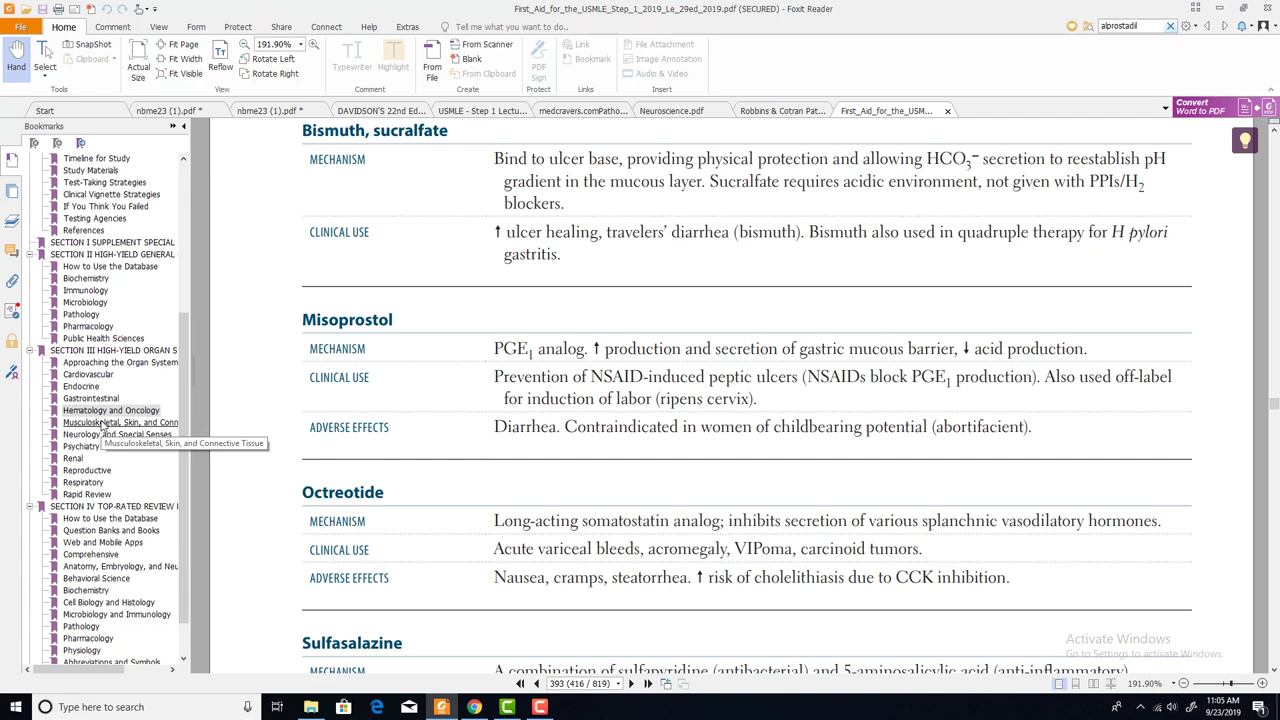 First_Aid_for_the_USMLE_Step_1_2019_Le_29ed_2019.pdf (SECURED) - Foxit Reader
File Home Comment View Form Protect Share Connect Help Extras Tell me what you want to do... alprostadil
Hand
Select
SnapShot
Clipboard
Actual Size
Fit Page
Fit Width
Fit Visible
Reflow
191.90%
Rotate Left
Rotate Right
Typewriter
Highlight
From File
From Scanner
Blank
From Clipboard
PDF Sign
Link
Bookmark
File Attachment
Image Annotation
Audio & Video
Tools View Comment Create Protect Links Insert
Start nbme23 (1).pdf * nbme23 (1).pdf * DAVIDSON'S 22nd Ed... USMLE - Step 1 Lectu... medcravers.comPatho... Neuroscience.pdf Robbins & Cotran Pat... First_Aid_for_the_USM...
Convert
Word to PDF
Bookmarks
Timeline for Study
Study Materials
Test-Taking Strategies
Clinical Vignette Strategies
If You Think You Failed
Testing Agencies
References
SECTION I SUPPLEMENT SPECIAL
SECTION II HIGH-YIELD GENERAL
How to Use the Database
Biochemistry
Immunology
Microbiology
Pathology
Pharmacology
Public Health Sciences
SECTION III HIGH-YIELD ORGAN S
Approaching the Organ System
Cardiovascular
Endocrine
Gastrointestinal
Hematology and Oncology
Musculoskeletal, Skin, and Conn
Neurology and Special Senses
Musculoskeletal, Skin, and Connective Tissue
Psychiatry
Renal
Reproductive
Respiratory
Rapid Review
SECTION IV TOP-RATED REVIEW
How to Use the Database
Question Banks and Books
Web and Mobile Apps
Comprehensive
Anatomy, Embryology, and Neu
Behavioral Science
Biochemistry
Cell Biology and Histology
Microbiology and Immunology
Pathology
Pharmacology
Physiology
Abbreviations and Symbols
Bismuth, sucralfate
MECHANISM Bind to ulcer base, providing physical protection and allowing HCO₃⁻ secretion to reestablish pH
gradient in the mucous layer. Sucralfate requires acidic environment, not given with PPIs/H₂
blockers.
CLINICAL USE ↑ ulcer healing, travelers' diarrhea (bismuth). Bismuth also used in quadruple therapy for H pylori
gastritis.
Misoprostol
MECHANISM PGE₁ analog. ↑ production and secretion of gastric mucous barrier, ↓ acid production.
CLINICAL USE Prevention of NSAID-induced peptic ulcers (NSAIDs block PGE₁ production). Also used off-label
for induction of labor (ripens cervix).
ADVERSE EFFECTS Diarrhea. Contraindicated in women of childbearing potential (abortifacient).
Octreotide
MECHANISM Long-acting somatostatin analog; inhibits secretion of various splanchnic vasodilatory hormones.
CLINICAL USE Acute variceal bleeds, acromegaly, VIPoma, carcinoid tumors.
ADVERSE EFFECTS Nausea, cramps, steatorrhea. ↑ risk of cholelithiasis due to CCK inhibition.
Sulfasalazine
MECHANISM A combination of sulfapyridine (antibacterial) and 5-aminosalicylic acid (anti-inflammatory).
Activate Windows
Go to Settings to activate Windows.
393 (416 / 819)
191.90%
Type here to search
11:05 AM
9/23/2019